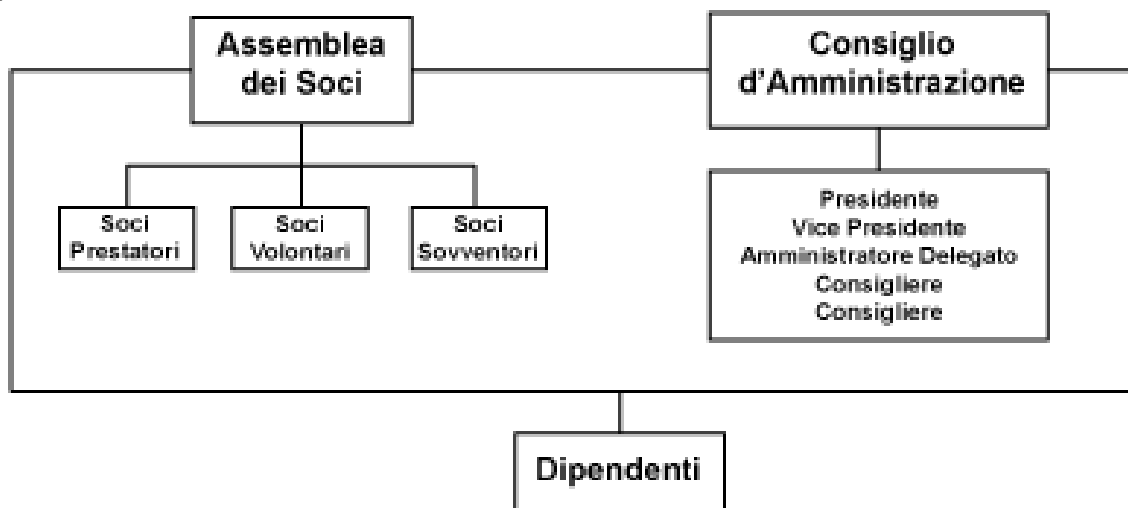 Assemblea
dei Soci
Consiglio
d'Amministrazione
Soci
Prestatori
Soci
Volontari
Soci
Sovventori
Presidente
Vice Presidente
Amministratore Delegato
Consigliere
Consigliere
Dipendenti